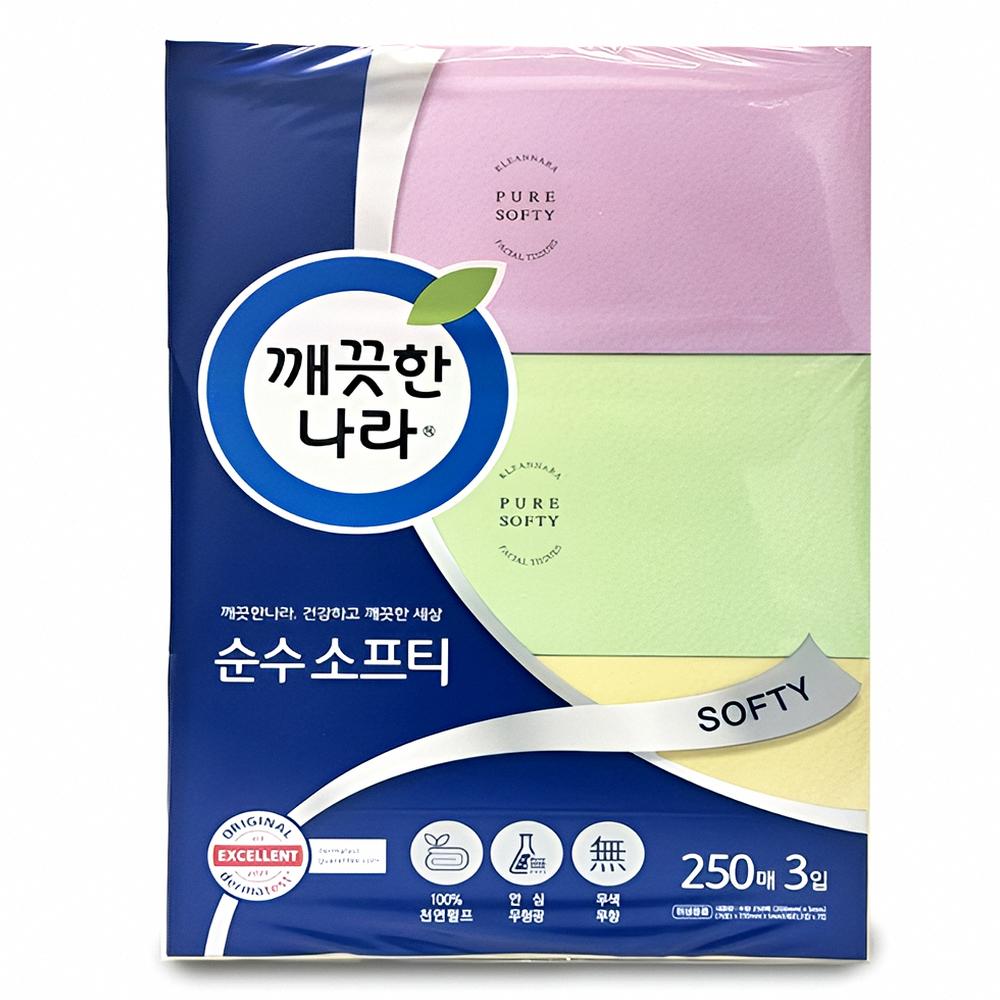 KLEANNARA
PURE
SOFTY
FACIAL TISSUES
깨끗한
나라
KLEANNARA
PURE
SOFTY
FACIAL TISSUES
깨끗한나라, 건강하고 깨끗한 세상
순수 소프티
SOFTY
ORIGINAL
EXCELLENT
dermatest
100%
천연펄프
안 심
무형광
無
무색
무향
250매 3입